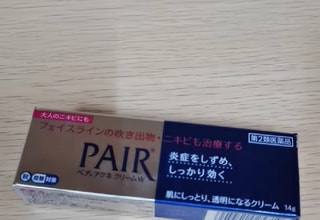 大人のニキビにも
フェイスラインの吹き出物・ニキビも治療する
第2類医薬品
PAIR
ペアアクネクリームW
炎症をしずめ、
しっかり効く
肌にしっとり、透明になるクリーム 14g